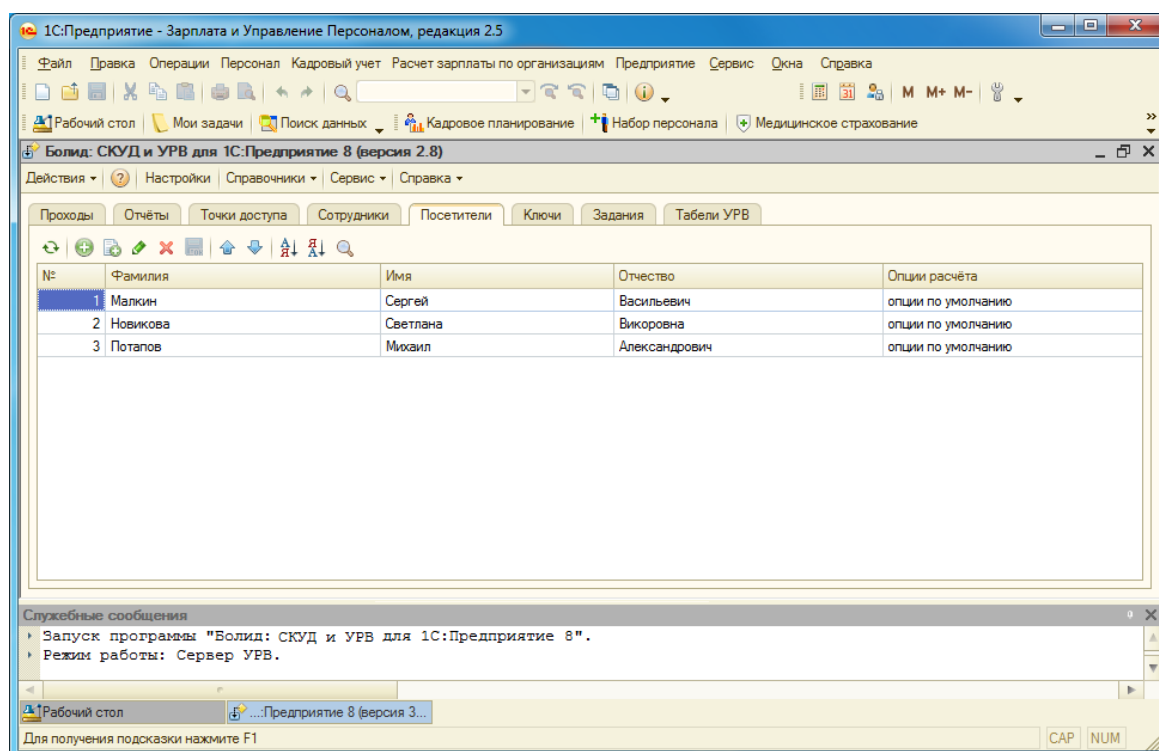 1С:Предприятие - Зарплата и Управление Персоналом, редакция 2.5
Файл Правка Операции Персонал Кадровый учет Расчет зарплаты по организациям Предприятие Сервис Окна Справка
M M+ M-
Рабочий стол Мои задачи Поиск данных Кадровое планирование Набор персонала Медицинское страхование
Болид: СКУД и УРВ для 1С:Предприятие 8 (версия 2.8)
Действия Настройки Справочники Сервис Справка
Проходы Отчёты Точки доступа Сотрудники Посетители Ключи Задания Табели УРВ
№ Фамилия Имя Отчество Опции расчёта
1 Малкин Сергей Васильевич опции по умолчанию
2 Новикова Светлана Викоровна опции по умолчанию
3 Потапов Михаил Александрович опции по умолчанию
Служебные сообщения
Запуск программы "Болид: СКУД и УРВ для 1С:Предприятие 8".
Режим работы: Сервер УРВ.
Рабочий стол ...:Предприятие 8 (версия 3...
Для получения подсказки нажмите F1 CAP NUM